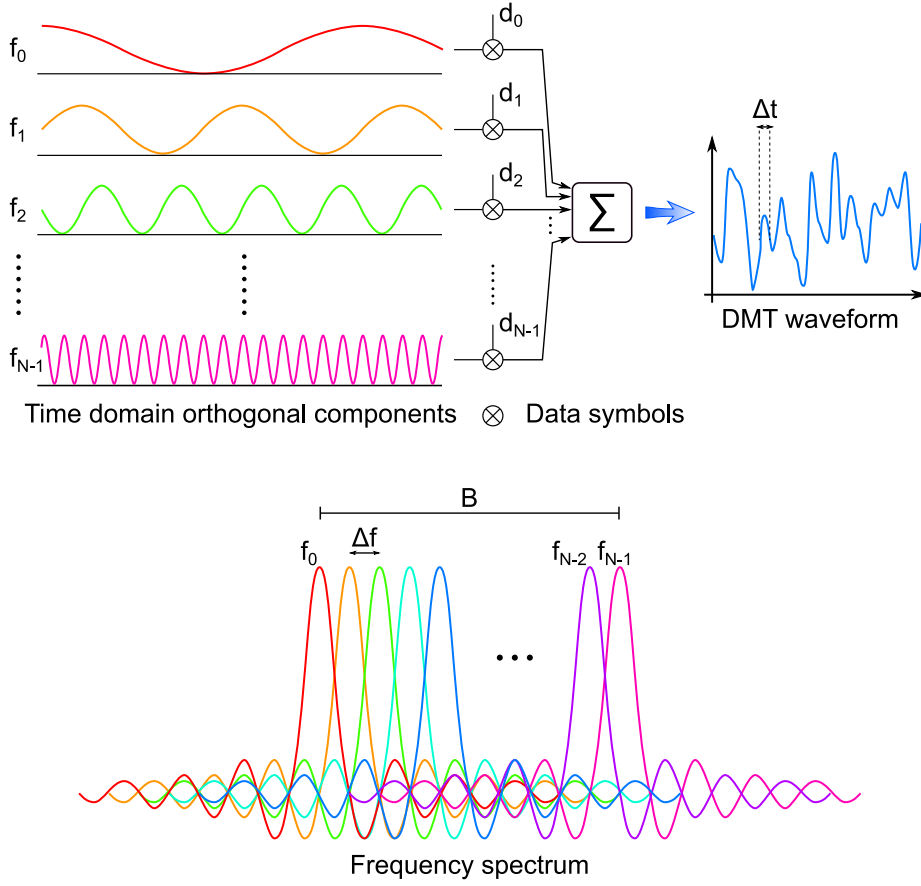 f0
d0
f1
d1
Δt
f2
d2
∑
DMT waveform
fN-1
dN-1
Time domain orthogonal components ⊗ Data symbols
B
f0
Δf
fN-2
fN-1
Frequency spectrum